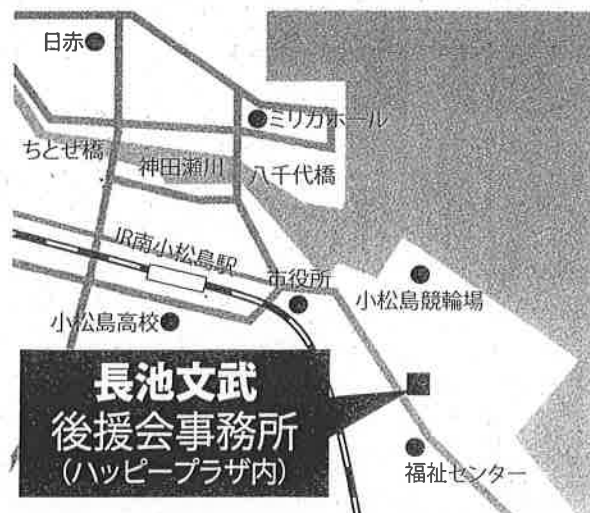 日赤
ミリカホール
ちとせ橋
神田瀬川
八千代橋
JR南小松島駅
市役所
小松島競輪場
小松島高校
長池文武
後援会事務所
(ハッピープラザ内)
福祉センター